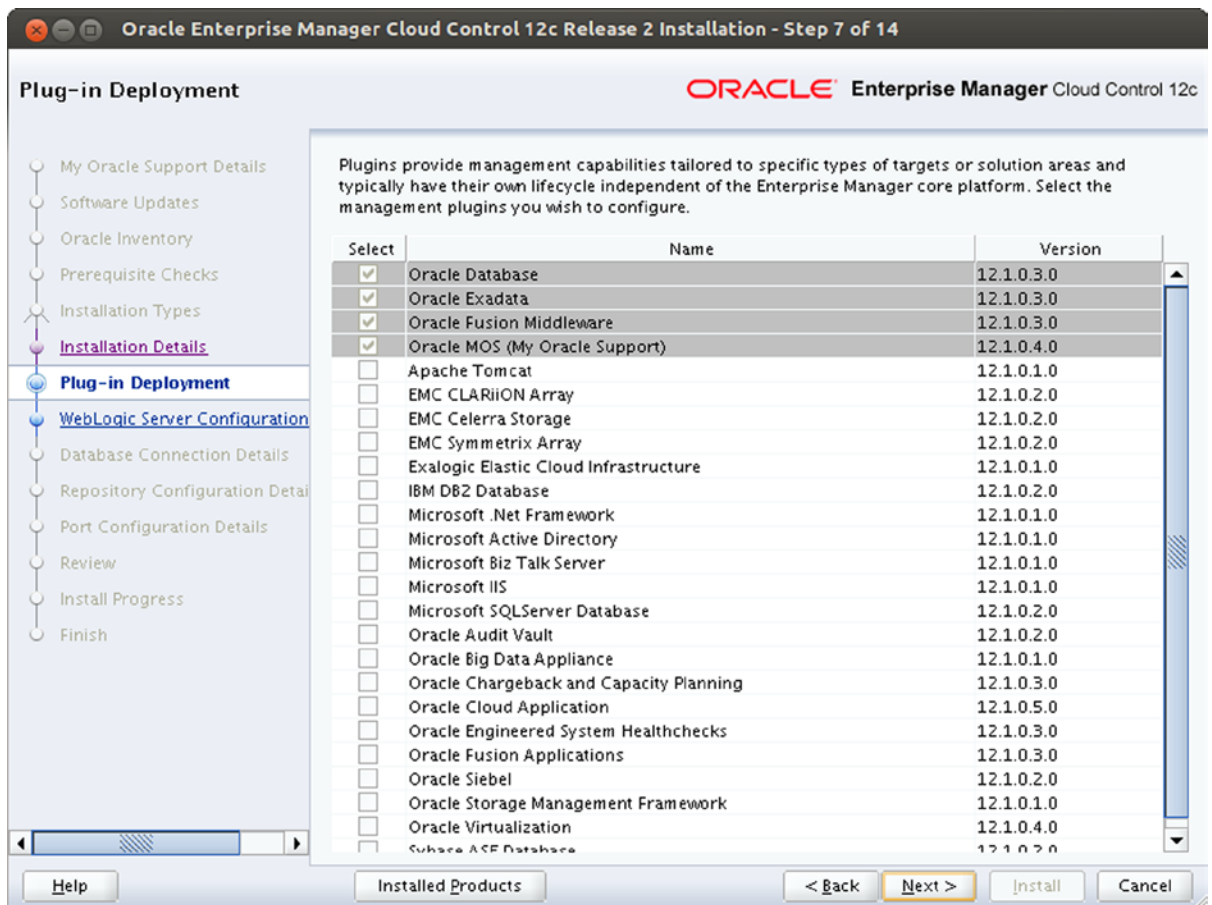 Oracle Enterprise Manager Cloud Control 12c Release 2 Installation - Step 7 of 14
Plug-in Deployment
ORACLE Enterprise Manager Cloud Control 12c
My Oracle Support Details
Software Updates
Oracle Inventory
Prerequisite Checks
Installation Types
Installation Details
Plug-in Deployment
WebLogic Server Configuration
Database Connection Details
Repository Configuration Detai
Port Configuration Details
Review
Install Progress
Finish
Plugins provide management capabilities tailored to specific types of targets or solution areas and
typically have their own lifecycle independent of the Enterprise Manager core platform. Select the
management plugins you wish to configure.
Select Name Version
Oracle Database 12.1.0.3.0
Oracle Exadata 12.1.0.3.0
Oracle Fusion Middleware 12.1.0.3.0
Oracle MOS (My Oracle Support) 12.1.0.4.0
Apache Tomcat 12.1.0.1.0
EMC CLARiiON Array 12.1.0.2.0
EMC Celerra Storage 12.1.0.2.0
EMC Symmetrix Array 12.1.0.2.0
Exalogic Elastic Cloud Infrastructure 12.1.0.1.0
IBM DB2 Database 12.1.0.2.0
Microsoft .Net Framework 12.1.0.1.0
Microsoft Active Directory 12.1.0.1.0
Microsoft Biz Talk Server 12.1.0.1.0
Microsoft IIS 12.1.0.1.0
Microsoft SQLServer Database 12.1.0.2.0
Oracle Audit Vault 12.1.0.2.0
Oracle Big Data Appliance 12.1.0.1.0
Oracle Chargeback and Capacity Planning 12.1.0.3.0
Oracle Cloud Application 12.1.0.5.0
Oracle Engineered System Healthchecks 12.1.0.3.0
Oracle Fusion Applications 12.1.0.3.0
Oracle Siebel 12.1.0.2.0
Oracle Storage Management Framework 12.1.0.1.0
Oracle Virtualization 12.1.0.4.0
Sybase ASE Database 12.1.0.2.0
Help Installed Products < Back Next > Install Cancel